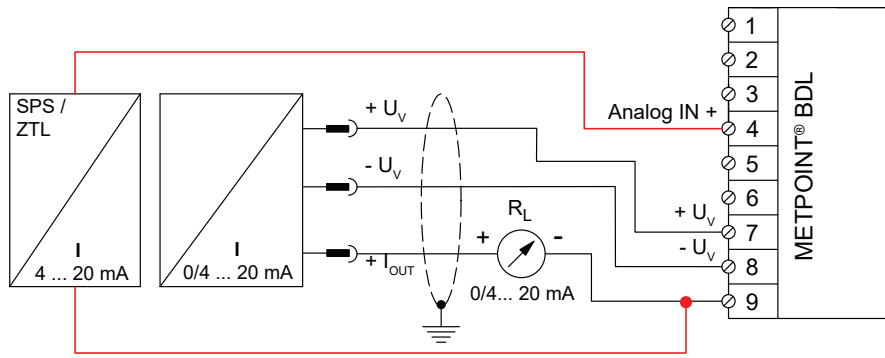 SPS /
ZTL
I
4 ... 20 mA
I
0/4 ... 20 mA
+ UV
- UV
+ IOUT
RL
+ -
0/4... 20 mA
Analog IN +
+ UV
- UV
1
2
3
4
5
6
7
8
9
METPOINT® BDL